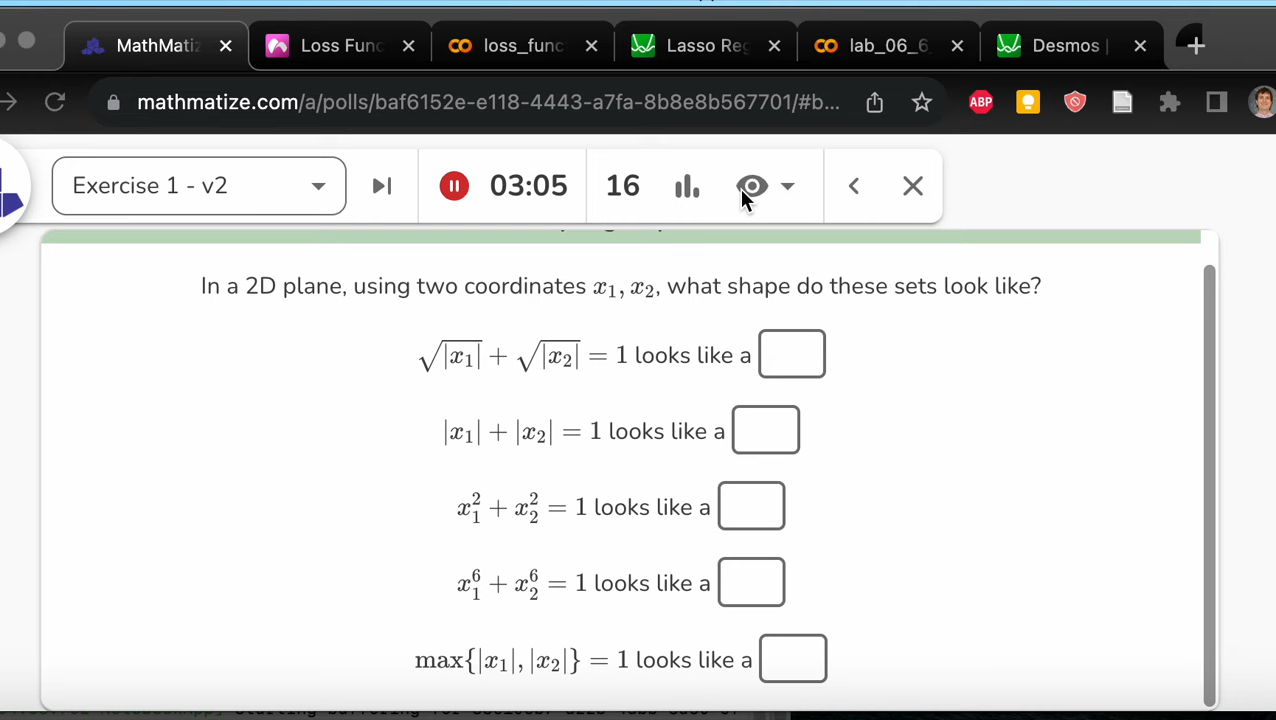 MathMatiz
Loss Func
loss_func
Lasso Reg
lab_06_6
Desmos |
mathmatize.com/a/polls/baf6152e-e118-4443-a7fa-8b8e8b567701/#b...
ABP
Exercise 1 - v2
03:05
16
In a 2D plane, using two coordinates x₁, x₂, what shape do these sets look like?
√|x₁| + √|x₂| = 1 looks like a
|x₁| + |x₂| = 1 looks like a
x₁² + x₂² = 1 looks like a
x₁⁶ + x₂⁶ = 1 looks like a
max{|x₁|, |x₂|} = 1 looks like a